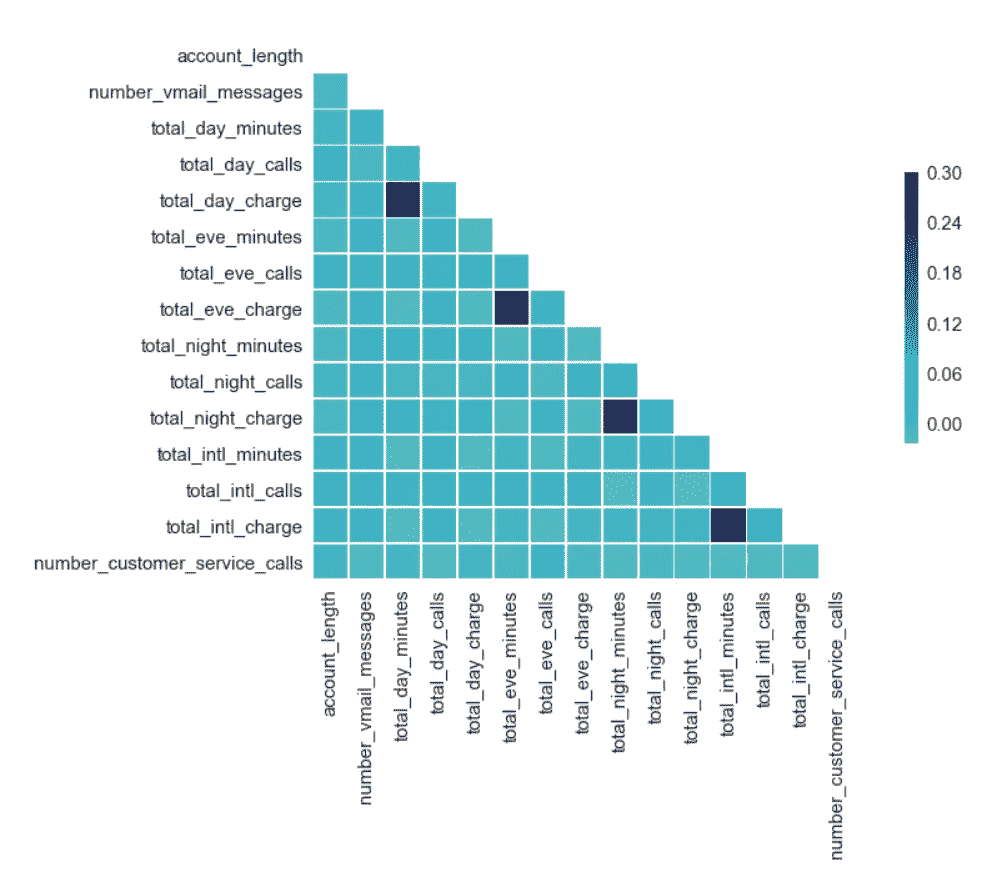 account_length
number_vmail_messages
total_day_minutes
total_day_calls
total_day_charge
total_eve_minutes
total_eve_calls
total_eve_charge
total_night_minutes
total_night_calls
total_night_charge
total_intl_minutes
total_intl_calls
total_intl_charge
number_customer_service_calls
0.30
0.24
0.18
0.12
0.06
0.00
account_length
number_vmail_messages
total_day_minutes
total_day_calls
total_day_charge
total_eve_minutes
total_eve_calls
total_eve_charge
total_night_minutes
total_night_calls
total_night_charge
total_intl_minutes
total_intl_calls
total_intl_charge
number_customer_service_calls